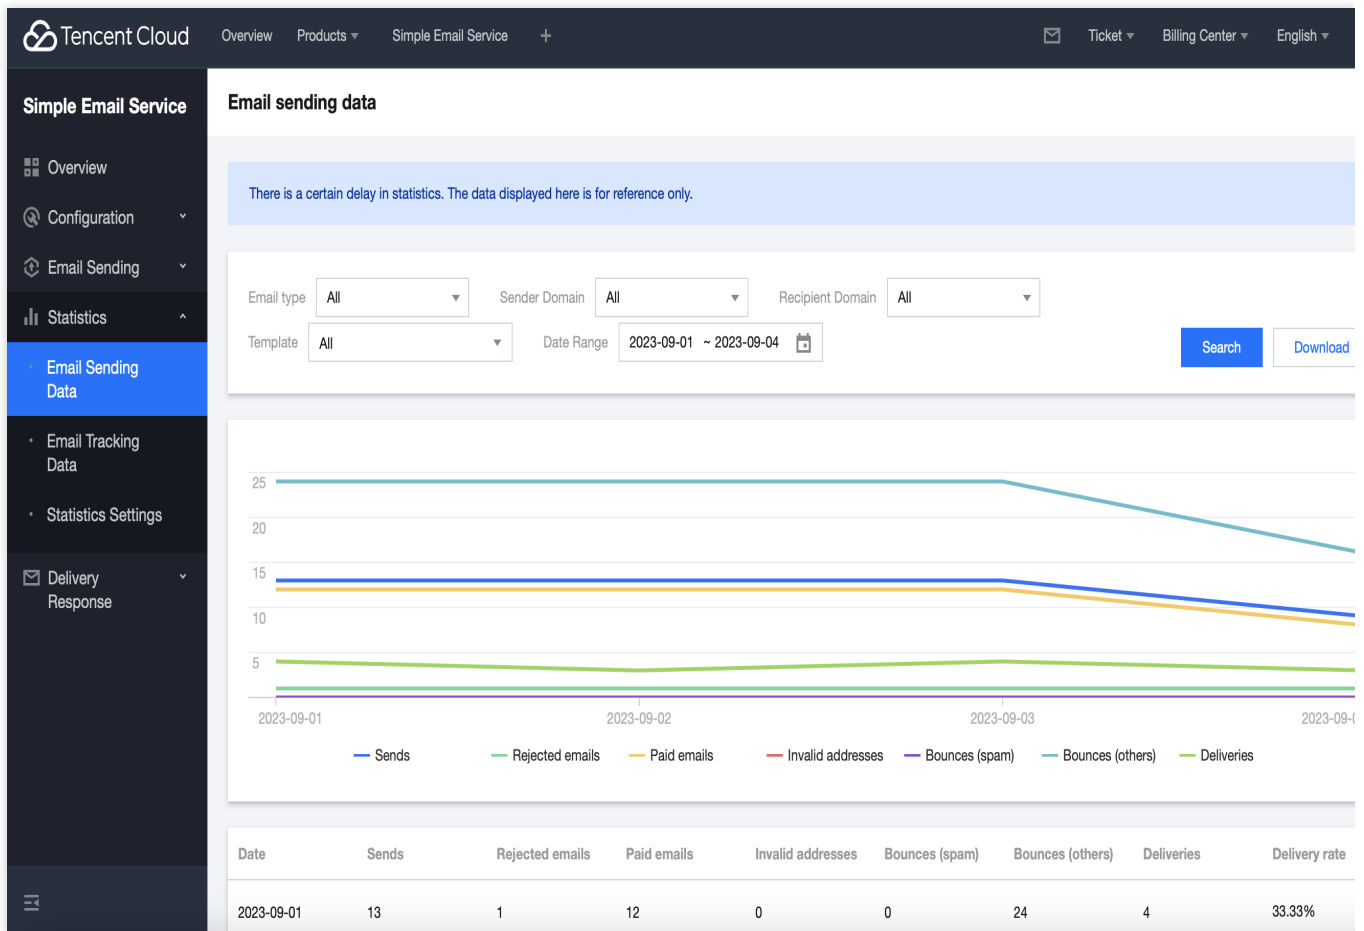 Tencent Cloud
Overview
Products
Simple Email Service
+
Ticket
Billing Center
English
Simple Email Service
Overview
Configuration
Email Sending
Statistics
Email Sending
Data
Email Tracking
Data
Statistics Settings
Delivery
Response
Email sending data
There is a certain delay in statistics. The data displayed here is for reference only.
Email type All
Sender Domain All
Recipient Domain All
Template All
Date Range 2023-09-01 ~ 2023-09-04
Search
Download
25
20
15
10
5
2023-09-01 2023-09-02 2023-09-03 2023-09-0
Sends Rejected emails Paid emails Invalid addresses Bounces (spam) Bounces (others) Deliveries
Date Sends Rejected emails Paid emails Invalid addresses Bounces (spam) Bounces (others) Deliveries Delivery rate
2023-09-01 13 1 12 0 0 24 4 33.33%